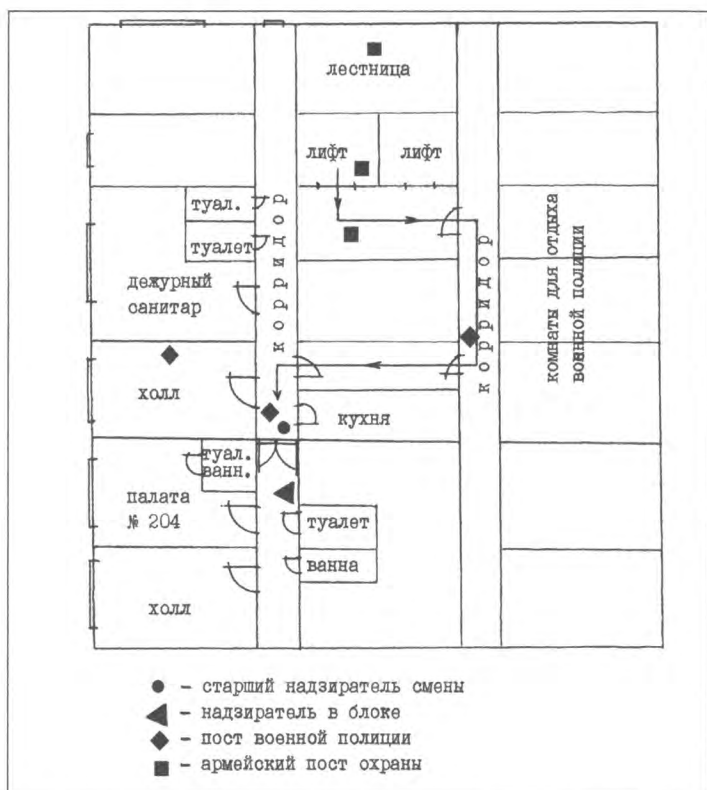 лестница
лифт
лифт
туал.
туалет
коридор
коридор
дежурный
санитар
комнаты для отдыха
военной полиции
холл
кухня
туал.
ванн.
палата
№ 204
туалет
ванна
холл
– старший надзиратель смены
– надзиратель в блоке
– пост военной полиции
– армейский пост охраны